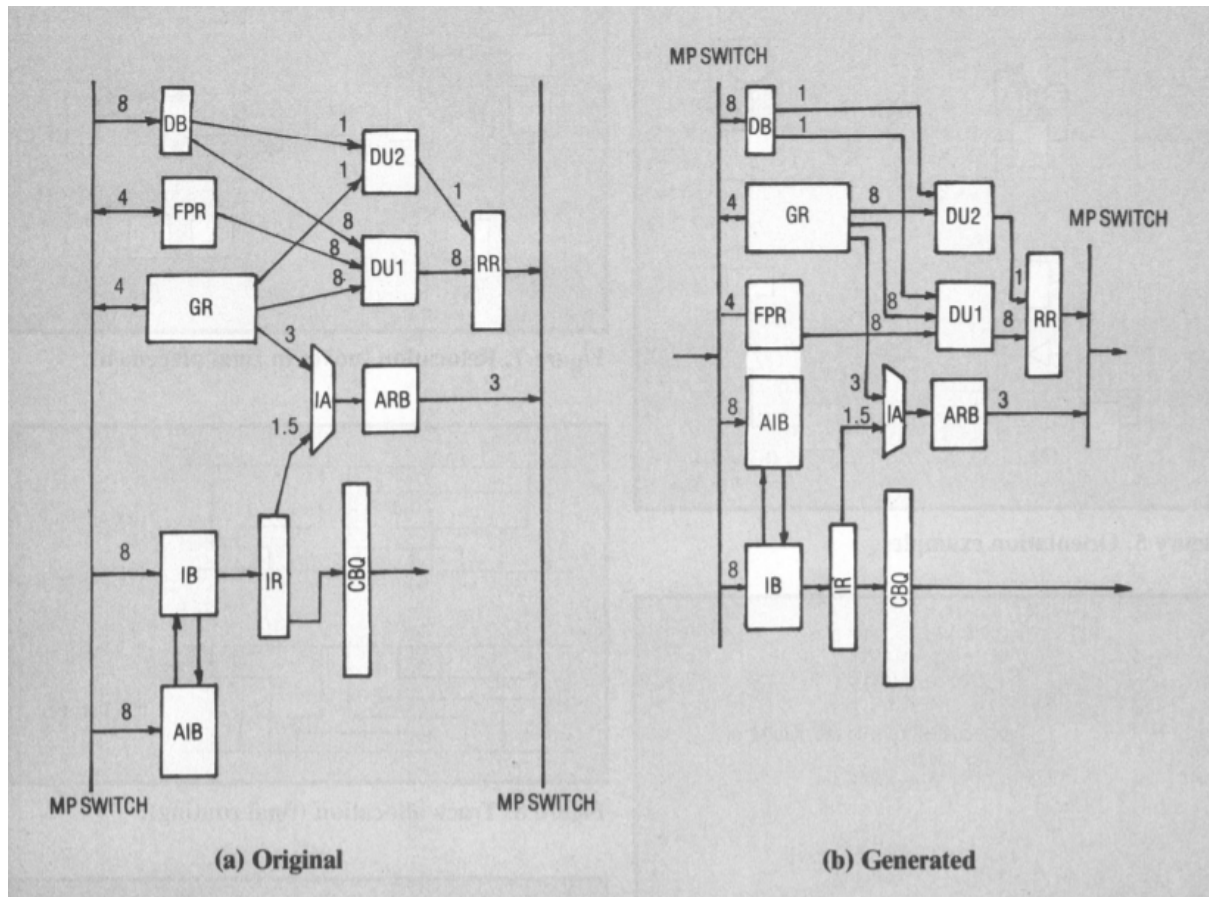 MP SWITCH
8
DB
1
DU2
1
1
4
FPR
8
8
8
DU1
8
RR
4
GR
3
IA
ARB
3
1.5
8
IB
IR
CBQ
8
AIB
MP SWITCH
MP SWITCH
(a) Original
8
DB
1
1
4
GR
8
DU2
MP SWITCH
4
FPR
8
8
DU1
1
8
RR
8
AIB
3
1.5
IA
ARB
3
8
IB
IR
CBQ
(b) Generated